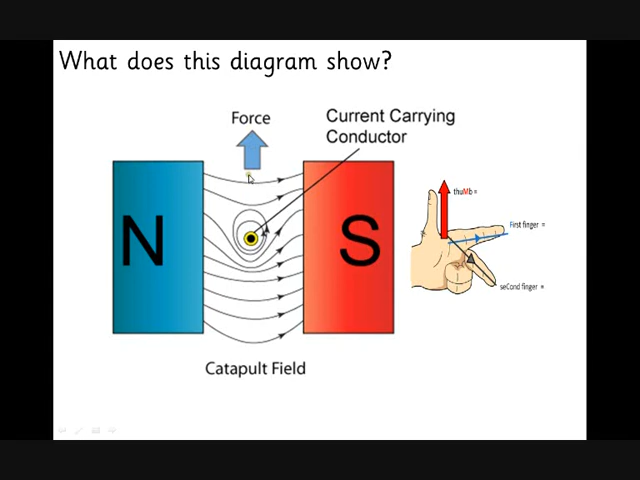 What does this diagram show?
Force
Current Carrying
Conductor
N
S
thuMb =
First finger =
seCond finger =
Catapult Field